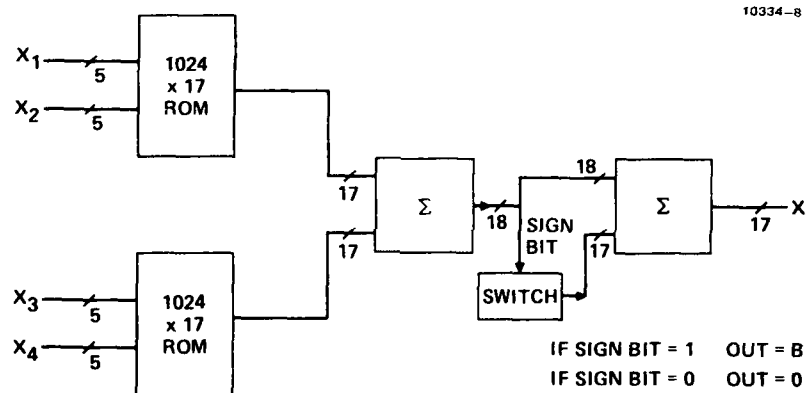 10334-8
X1
5
X2
5
1024
x 17
ROM
17
Σ
18
SIGN
BIT
SWITCH
18
17
Σ
17
X
17
X3
5
X4
5
1024
x 17
ROM
IF SIGN BIT = 1 OUT = B
IF SIGN BIT = 0 OUT = 0